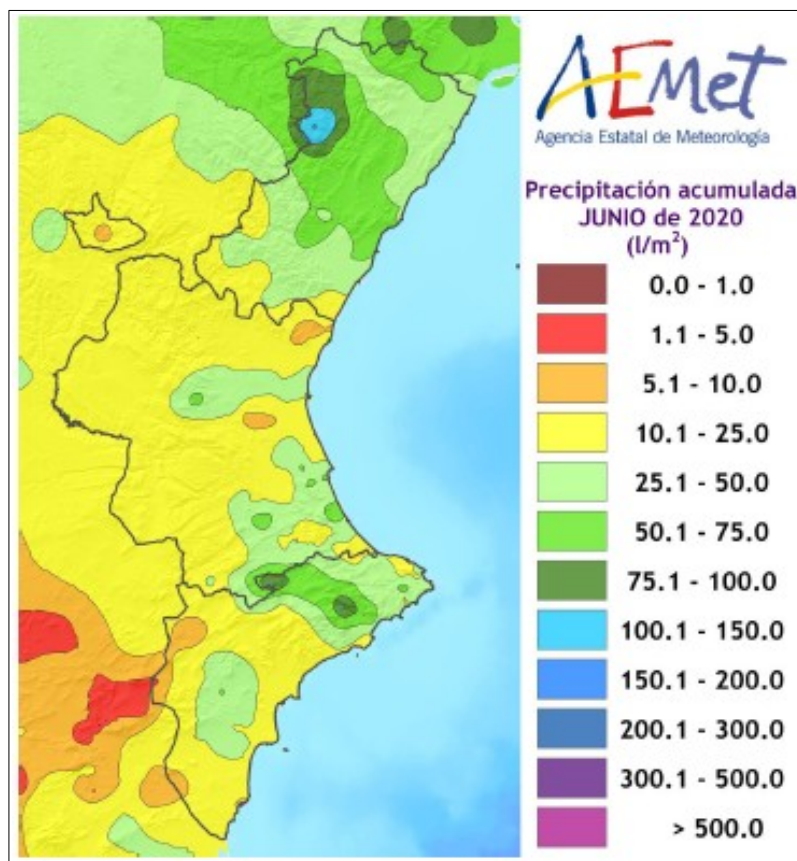 AEMet
Agencia Estatal de Meteorología
Precipitación acumulada
JUNIO de 2020
(l/m²)
0.0 - 1.0
1.1 - 5.0
5.1 - 10.0
10.1 - 25.0
25.1 - 50.0
50.1 - 75.0
75.1 - 100.0
100.1 - 150.0
150.1 - 200.0
200.1 - 300.0
300.1 - 500.0
> 500.0